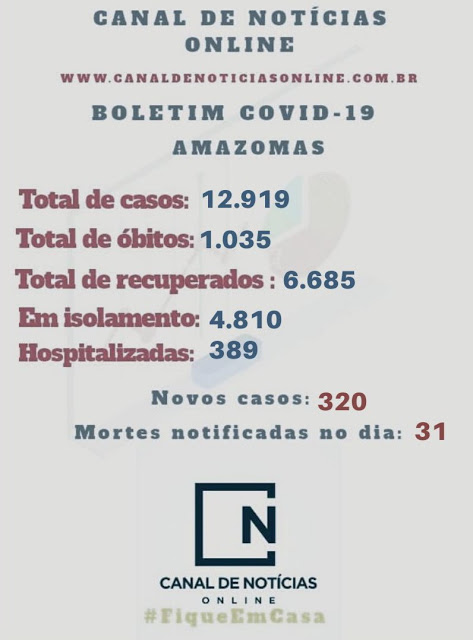 CANAL DE NOTÍCIAS
ONLINE
WWW.CANALDENOTICIASONLINE.COM.BR
BOLETIM COVID-19
AMAZOMAS
Total de casos: 12.919
Total de óbitos: 1.035
Total de recuperados : 6.685
Em isolamento: 4.810
Hospitalizadas: 389
Novos casos: 320
Mortes notificadas no dia: 31
N
CANAL DE NOTÍCIAS
ONLINE
#FiqueEmCasa